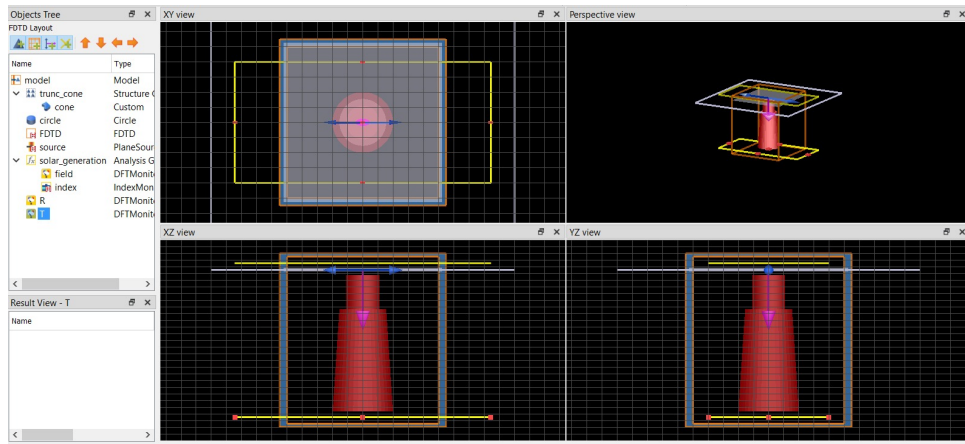 Objects Tree
FDTD Layout
Name Type
model Model
trunc_cone Structure G
cone Custom
circle Circle
FDTD FDTD
source PlaneSour
solar_generation Analysis G
field DFTMonit
index IndexMon
R DFTMonit
T DFTMonit
Result View - T
Name
XY view
Perspective view
XZ view
YZ view